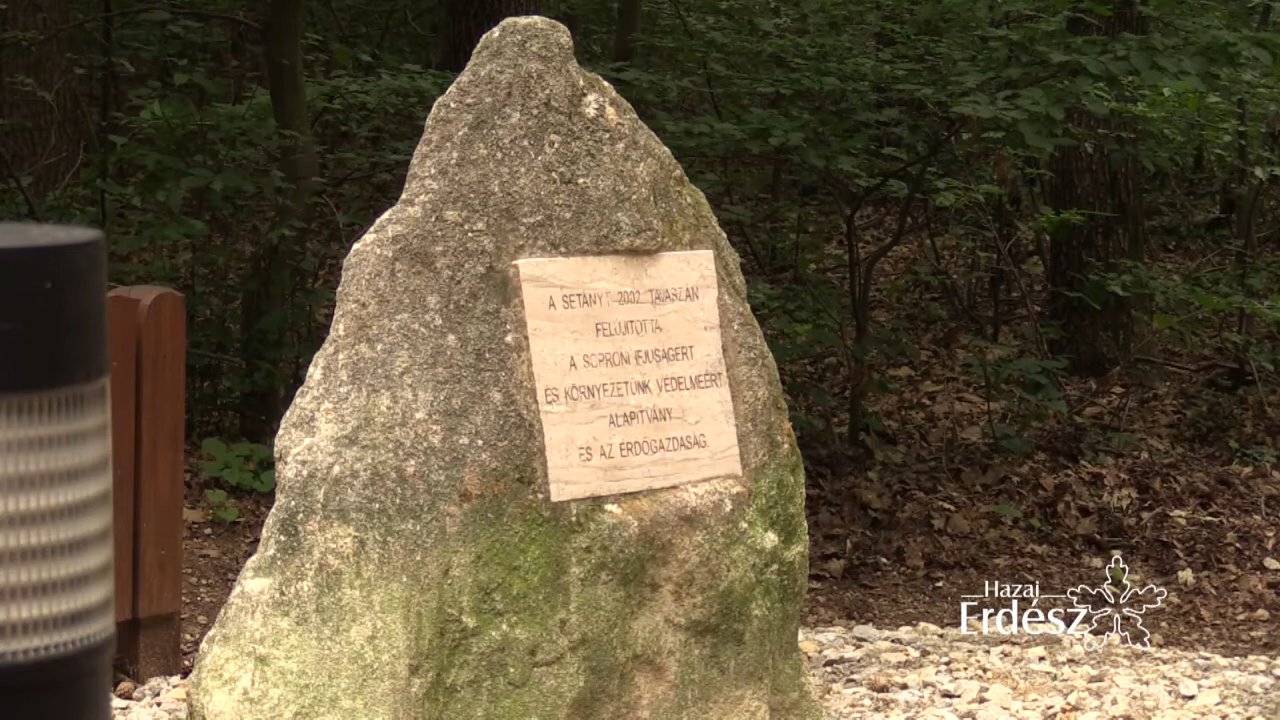 A SÉTÁNYT 2002 TAVASZÁN
FELÚJÍTOTTA
A SOPRONI IFJÚSÁGÉRT
ÉS KÖRNYEZETÜNK VÉDELMÉÉRT
ALAPÍTVÁNY
ÉS AZ ERDŐGAZDASÁG.
Hazai
Erdész